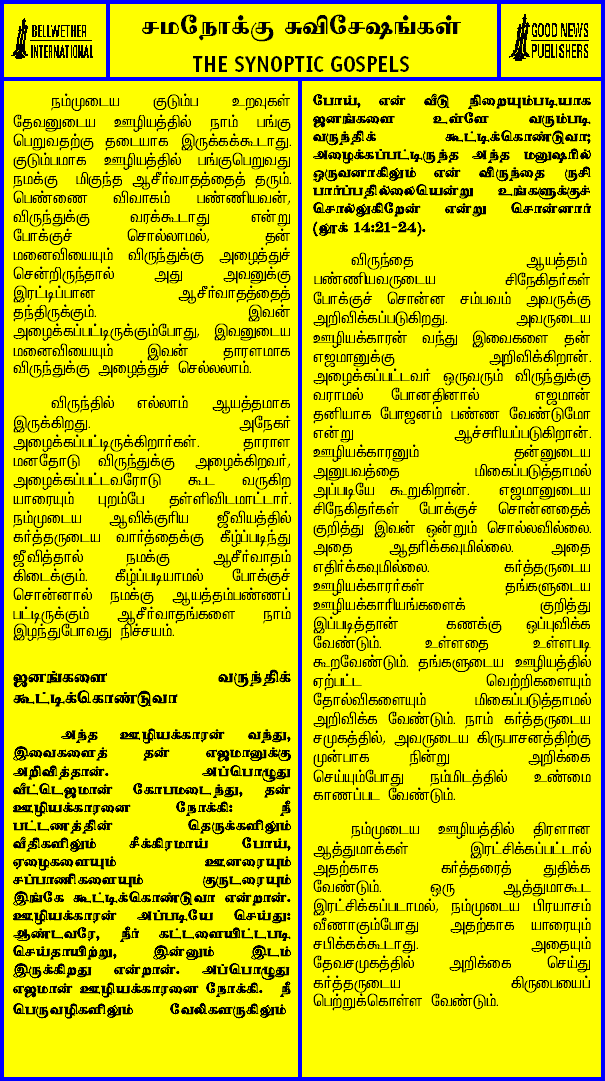 BELLWETHER
INTERNATIONAL
சமநோக்கு சுவிசேஷங்கள்
THE SYNOPTIC GOSPELS
GOOD NEWS
PUBLISHERS
நம்முடைய குடும்ப உறவுகள்
தேவனுடைய ஊழியத்தில் நாம் பங்கு
பெறுவதற்கு தடையாக இருக்கக்கூடாது.
குடும்பமாக ஊழியத்தில் பங்குபெறுவது
நமக்கு மிகுந்த ஆசீர்வாதத்தைத் தரும்.
பெண்ணை விவாகம் பண்ணியவன்,
விருந்துக்கு வரக்கூடாது என்று
போக்குச் சொல்லாமல், தன்
மனைவியையும் விருந்துக்கு அழைத்துச்
சென்றிருந்தால் அது அவனுக்கு
இரட்டிப்பான ஆசீர்வாதத்தைத்
தந்திருக்கும். இவன்
அழைக்கப்பட்டிருக்கும்போது, இவனுடைய
மனைவியையும் இவன் தாராளமாக
விருந்துக்கு அழைத்துச் செல்லலாம்.
விருந்தில் எல்லாம் ஆயத்தமாக
இருக்கிறது. அநேகர்
அழைக்கப்பட்டிருக்கிறார்கள். தாராள
மனதோடு விருந்துக்கு அழைக்கிறவர்,
அழைக்கப்பட்டவரோடு கூட வருகிற
யாரையும் புறம்பே தள்ளிவிடமாட்டார்.
நம்முடைய ஆவிக்குரிய ஜீவியத்தில்
கர்த்தருடைய வார்த்தைக்கு கீழ்ப்படிந்து
ஜீவித்தால் நமக்கு ஆசீர்வாதம்
கிடைக்கும். கீழ்ப்படியாமல் போக்குச்
சொன்னால் நமக்கு ஆயத்தம்பண்ணப்
பட்டிருக்கும் ஆசீர்வாதங்களை நாம்
இழந்துபோவது நிச்சயம்.
ஜனங்களை வருந்திக்
கூட்டிக்கொண்டுவா
அந்த ஊழியக்காரன் வந்து,
இவைகளைத் தன் எஜமானுக்கு
அறிவித்தான். அப்பொழுது
வீட்டெஜமான் கோபமடைந்து, தன்
ஊழியக்காரனை நோக்கி: நீ
பட்டணத்தின் தெருக்களிலும்
வீதிகளிலும் சீக்கிரமாய் போய்,
ஏழைகளையும் ஊனரையும்
சப்பாணிகளையும் குருடரையும்
இங்கே கூட்டிக்கொண்டுவா என்றான்.
ஊழியக்காரன் அப்படியே செய்து:
ஆண்டவரே, நீர் கட்டளையிட்டபடி
செய்தாயிற்று, இன்னும் இடம்
இருக்கிறது என்றான். அப்பொழுது
எஜமான் ஊழியக்காரனை நோக்கி. நீ
பெருவழிகளிலும் வேலிகளருகிலும்
போய், என் வீடு நிறையும்படியாக
ஜனங்களை உள்ளே வரும்படி
வருந்திக் கூட்டிக்கொண்டுவா;
அழைக்கப்பட்டிருந்த அந்த மனுஷரில்
ஒருவனாகிலும் என் விருந்தை ருசி
பார்ப்பதில்லையென்று உங்களுக்குச்
சொல்லுகிறேன் என்று சொன்னார்
(லூக் 14:21-24).
விருந்தை ஆயத்தம்
பண்ணியவருடைய சிநேகிதர்கள்
போக்குச் சொன்ன சம்பவம் அவருக்கு
அறிவிக்கப்படுகிறது. அவருடைய
ஊழியக்காரன் வந்து இவைகளை தன்
எஜமானுக்கு அறிவிக்கிறான்.
அழைக்கப்பட்டவர் ஒருவரும் விருந்துக்கு
வராமல் போனதினால் எஜமான்
தனியாக போஜனம் பண்ண வேண்டுமோ
என்று ஆச்சரியப்படுகிறான்.
ஊழியக்காரனும் தன்னுடைய
அனுபவத்தை மிகைப்படுத்தாமல்
அப்படியே கூறுகிறான். எஜமானுடைய
சிநேகிதர்கள் போக்குச் சொன்னதைக்
குறித்து இவன் ஒன்றும் சொல்லவில்லை.
அதை ஆதரிக்கவுமில்லை. அதை
எதிர்க்கவுமில்லை. கர்த்தருடைய
ஊழியக்காரர்கள் தங்களுடைய
ஊழியக்காரியங்களைக் குறித்து
இப்படித்தான் கணக்கு ஒப்புவிக்க
வேண்டும். உள்ளதை உள்ளபடி
கூறவேண்டும். தங்களுடைய ஊழியத்தில்
ஏற்பட்ட வெற்றிகளையும்
தோல்விகளையும் மிகைப்படுத்தாமல்
அறிவிக்க வேண்டும். நாம் கர்த்தருடைய
சமுகத்தில், அவருடைய கிருபாசனத்திற்கு
முன்பாக நின்று அறிக்கை
செய்யும்போது நம்மிடத்தில் உண்மை
காணப்பட வேண்டும்.
நம்முடைய ஊழியத்தில் திரளான
ஆத்துமாக்கள் இரட்சிக்கப்பட்டால்
அதற்காக கர்த்தரைத் துதிக்க
வேண்டும். ஒரு ஆத்துமாகூட
இரட்சிக்கப்படாமல், நம்முடைய பிரயாசம்
வீணாகும்போது அதற்காக யாரையும்
சபிக்கக்கூடாது. அதையும்
தேவசமுகத்தில் அறிக்கை செய்து
கர்த்தருடைய கிருபையைப்
பெற்றுக்கொள்ள வேண்டும்.